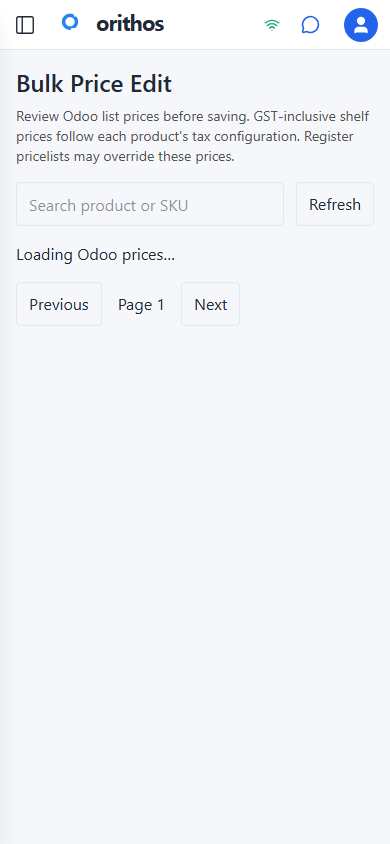 orithos
Bulk Price Edit
Review Odoo list prices before saving. GST-inclusive shelf
prices follow each product's tax configuration. Register
pricelists may override these prices.
Search product or SKU
Refresh
Loading Odoo prices...
Previous
Page 1
Next